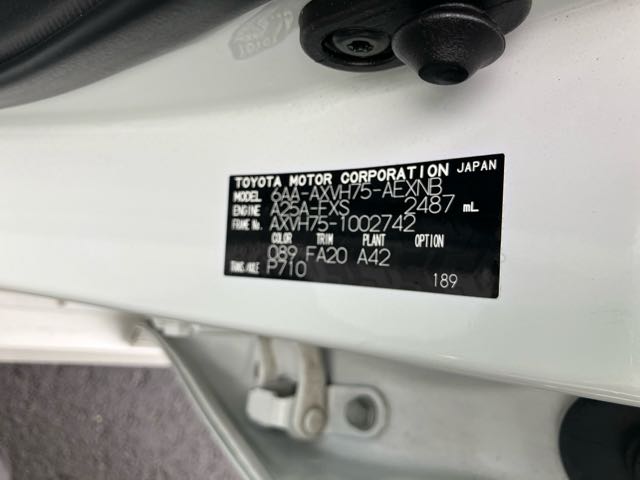 TOYOTA MOTOR CORPORATION JAPAN
MODEL 6AA-AXVH75-AEXNB
ENGINE A25A-FXS 2487 mL
FRAME No. AXVH75-1002742
COLOR TRIM PLANT OPTION
089 FA20 A42
TRANS/AXLE P710
189